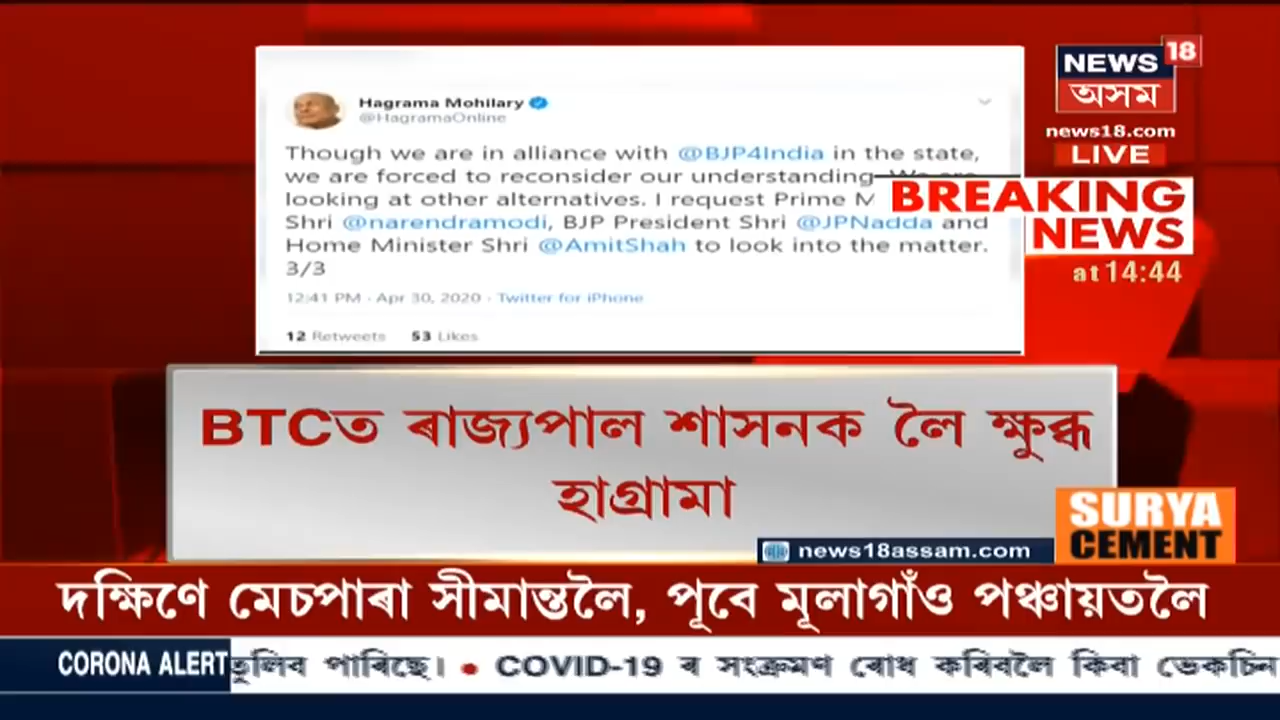 Hagrama Mohilary
@HagramaOnline
Though we are in alliance with @BJP4India in the state,
we are forced to reconsider our understanding.
looking at other alternatives. I request Prime M
Shri @narendramodi, BJP President Shri @JPNadda and
Home Minister Shri @AmitShah to look into the matter.
3/3
12:41 PM · Apr 30, 2020 · Twitter for iPhone
12 Retweets 53 Likes
NEWS 18
অসম
news18.com
LIVE
BREAKING
NEWS
at 14:44
BTCত ৰাজ্যপাল শাসনক লৈ ক্ষুব্ধ
হাগ্ৰামা
SURYA
CEMENT
news18assam.com
দক্ষিণে মেচপাৰা সীমান্তলৈ, পূবে মূলাগাঁও পঞ্চায়তলৈ
CORONA ALERT তুলিব পাৰিছে। • COVID-19 ৰ সংক্ৰমণ ৰোধ কৰিবলৈ কিবা ভেকচিন